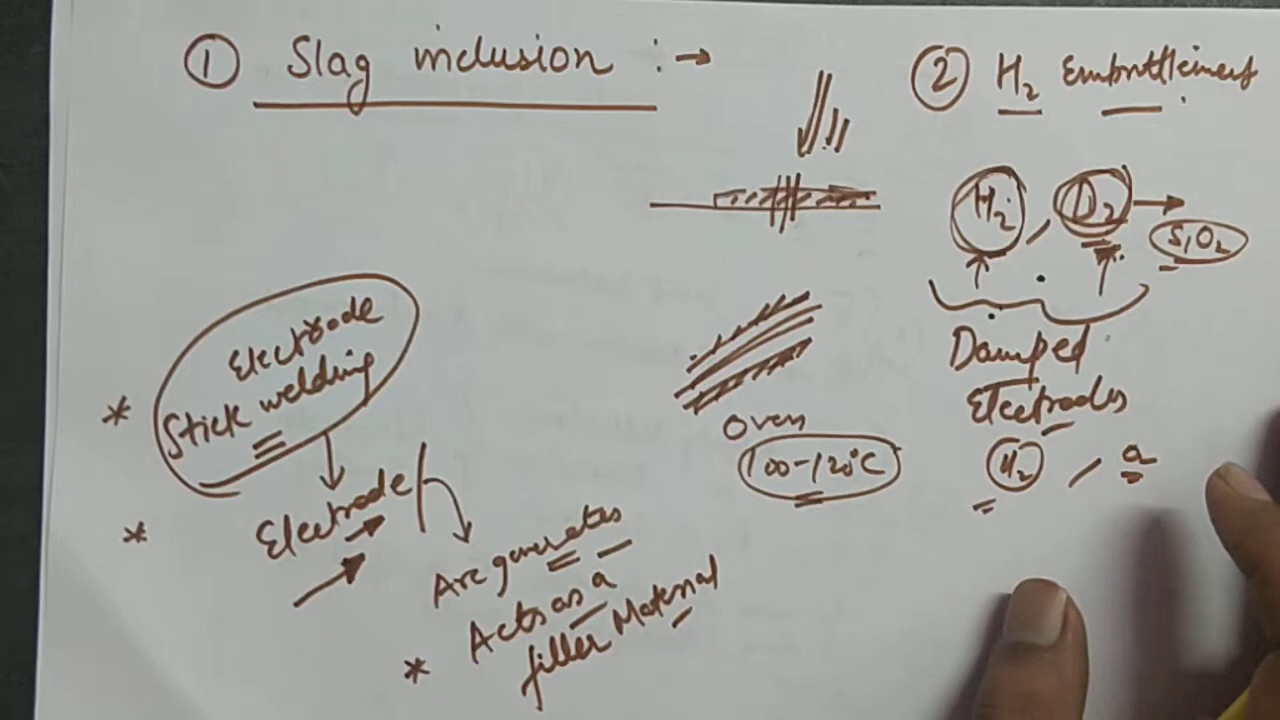 ① Slag inclusion :→
② H₂ Embrittlement
H₂ , O₂ →
SiO₂
Damped
Electrodes
H₂ ,
Oven
100-120°C
* Electrode
Stick welding
* Electrode
Arc generates
Acts as a
* filler Material